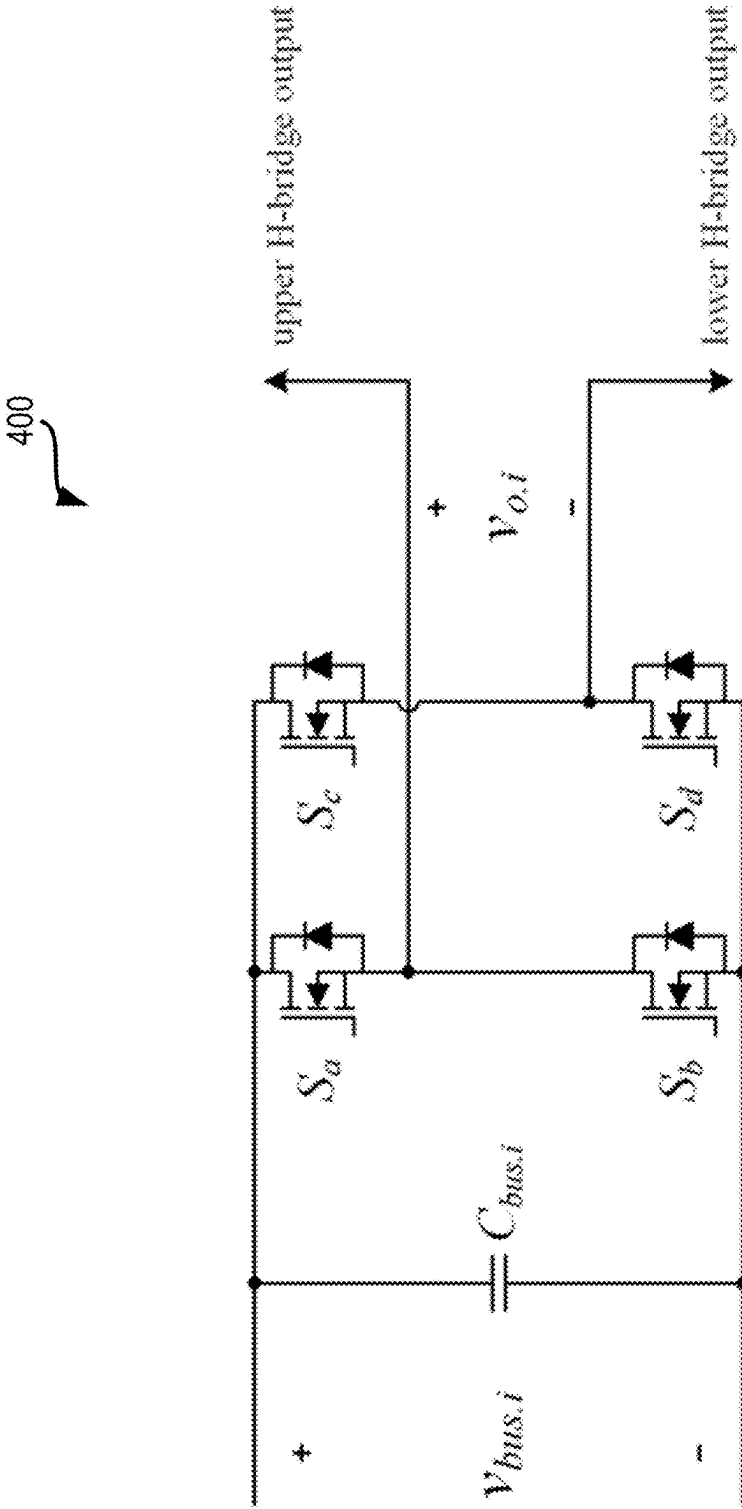 400
upper H-bridge output
lower H-bridge output
+
v_{o.i}
-
S_c
S_d
S_a
S_b
C_{bus.i}
+
v_{bus.i}
-